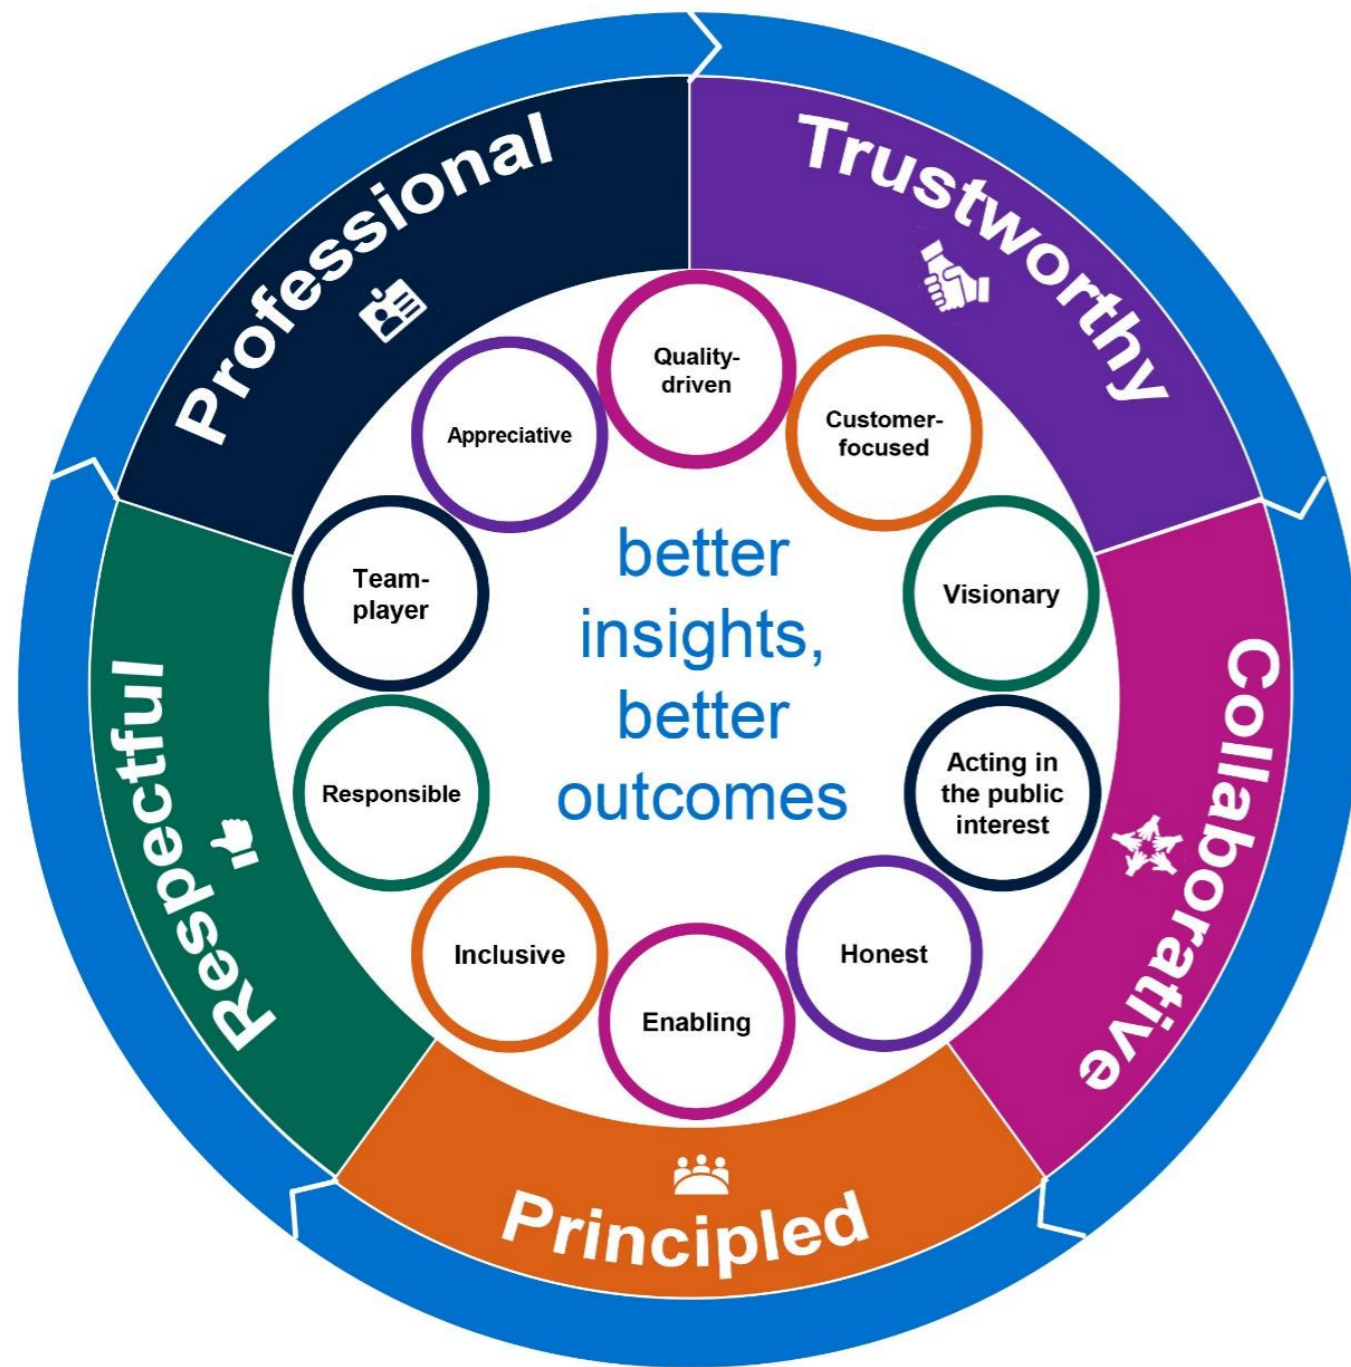 Professional
Trustworthy
Collaborative
Principled
Respectful
Quality-
driven
Customer-
focused
Visionary
Acting in
the public
interest
Honest
Enabling
Inclusive
Responsible
Team-
player
Appreciative
better
insights,
better
outcomes